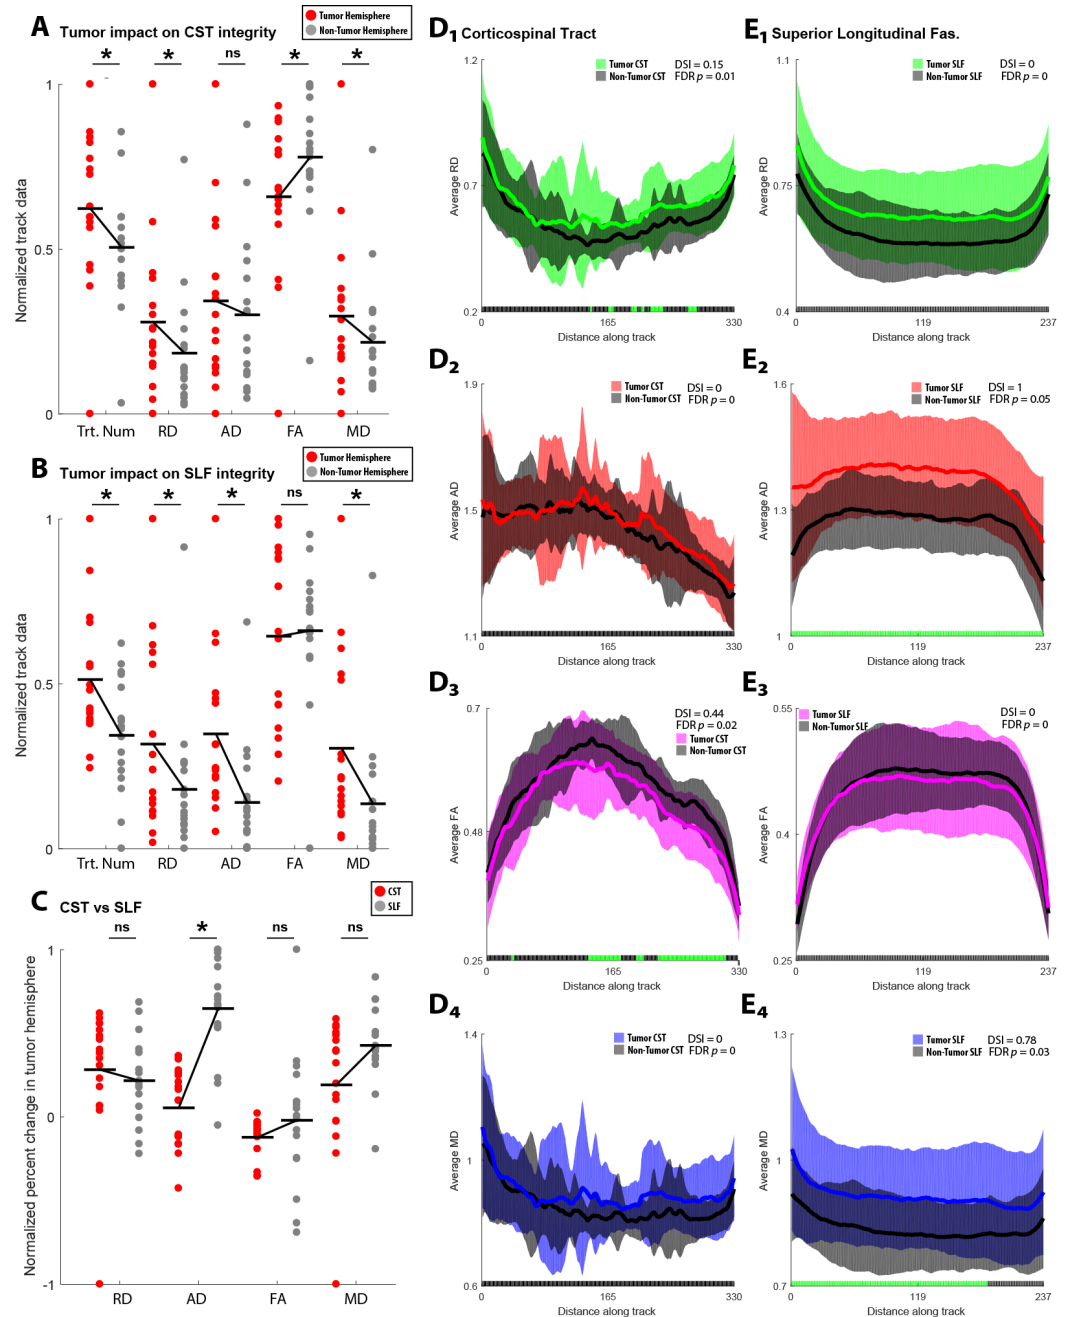 A Tumor impact on CST integrity
Tumor Hemisphere
Non-Tumor Hemisphere
* * ns * *
Normalized track data
1
0.5
0
Trt. Num RD AD FA MD
B Tumor impact on SLF integrity
Tumor Hemisphere
Non-Tumor Hemisphere
* * * ns *
Normalized track data
1
0.5
0
Trt. Num RD AD FA MD
C CST vs SLF
CST
SLF
ns * ns ns
Normalized percent change in tumor hemisphere
1
0
-1
RD AD FA MD
D1 Corticospinal Tract
Tumor CST DSI = 0.15
Non-Tumor CST FDR p = 0.01
Average RD
1.2
0.7
0.2
0 165 330
Distance along track
E1 Superior Longitudinal Fas.
Tumor SLF DSI = 0
Non-Tumor SLF FDR p = 0
Average RD
1.1
0.75
0.4
0 119 237
Distance along track
D2
Tumor CST DSI = 0
Non-Tumor CST FDR p = 0
Average AD
1.9
1.5
1.1
0 165 330
Distance along track
E2
Tumor SLF DSI = 1
Non-Tumor SLF FDR p = 0.05
Average AD
1.6
1.3
1
0 119 237
Distance along track
D3
DSI = 0.44
FDR p = 0.02
Tumor CST
Non-Tumor CST
Average FA
0.7
0.48
0.25
0 165 330
Distance along track
E3
Tumor SLF DSI = 0
Non-Tumor SLF FDR p = 0
Average FA
0.55
0.4
0.25
0 119 237
Distance along track
D4
Tumor CST DSI = 0
Non-Tumor CST FDR p = 0
Average MD
1.4
1
0.6
0 165 330
Distance along track
E4
Tumor SLF DSI = 0.78
Non-Tumor SLF FDR p = 0.03
Average MD
1.3
1
0.7
0 119 237
Distance along track